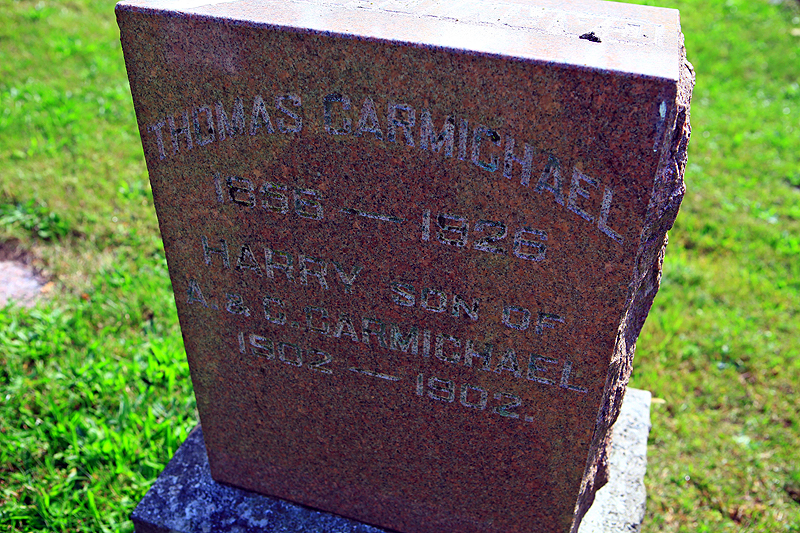 THOMAS CARMICHAEL
1866 — 1926
HARRY SON OF
A. & C. CARMICHAEL
1902 — 1902.